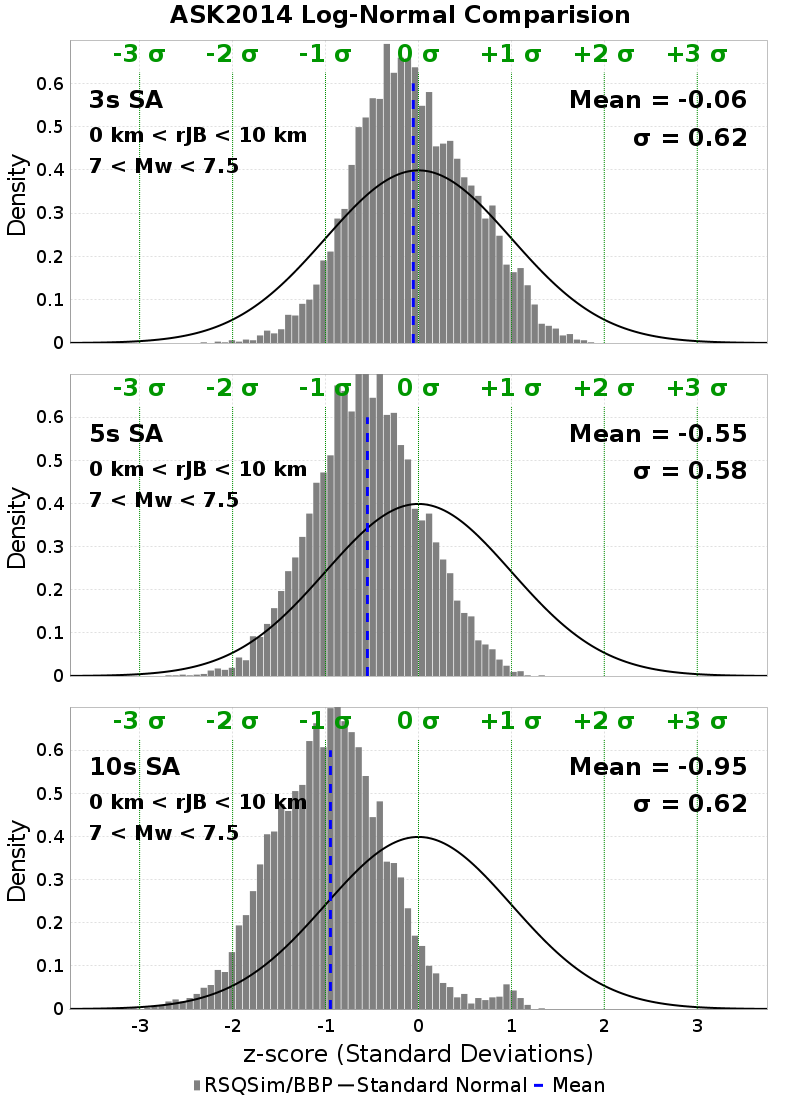 ASK2014 Log-Normal Comparision
-3 σ -2 σ -1 σ 0 σ +1 σ +2 σ +3 σ
0.6
3s SA Mean = -0.06
0.5
0 km < rJB < 10 km σ = 0.62
7 < Mw < 7.5
0.4
0.3
0.2
0.1
0
Density
-3 σ -2 σ -1 σ 0 σ +1 σ +2 σ +3 σ
0.6
5s SA Mean = -0.55
0.5
0 km < rJB < 10 km σ = 0.58
7 < Mw < 7.5
0.4
0.3
0.2
0.1
0
Density
-3 σ -2 σ -1 σ 0 σ +1 σ +2 σ +3 σ
0.6
10s SA Mean = -0.95
0.5
0 km < rJB < 10 km σ = 0.62
7 < Mw < 7.5
0.4
0.3
0.2
0.1
0
Density
-3 -2 -1 0 1 2 3
z-score (Standard Deviations)
RSQSim/BBP Standard Normal Mean